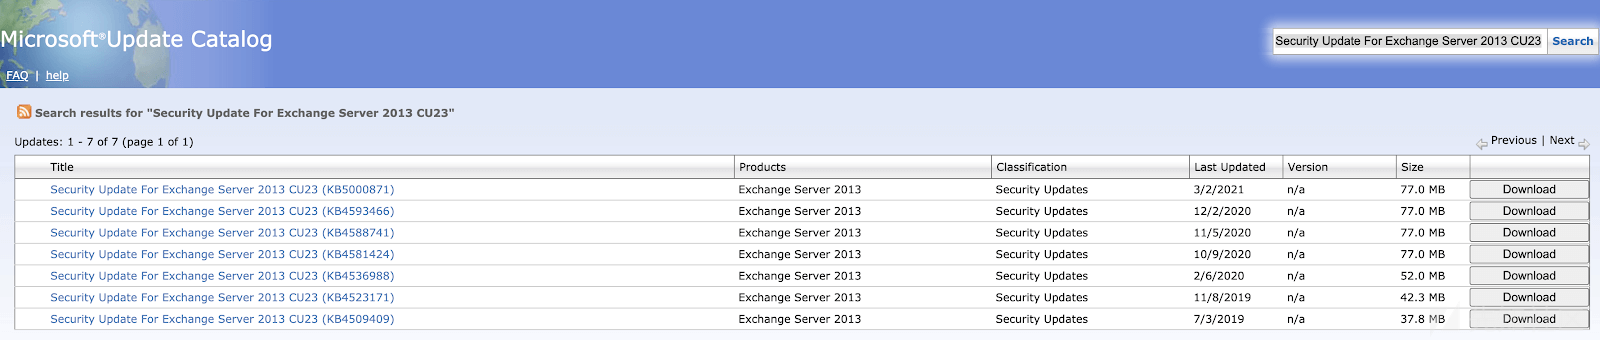 Microsoft®Update Catalog
Security Update For Exchange Server 2013 CU23 Search
FAQ | help
Search results for "Security Update For Exchange Server 2013 CU23"
Updates: 1 - 7 of 7 (page 1 of 1) Previous | Next
Title Products Classification Last Updated Version Size
Security Update For Exchange Server 2013 CU23 (KB5000871) Exchange Server 2013 Security Updates 3/2/2021 n/a 77.0 MB Download
Security Update For Exchange Server 2013 CU23 (KB4593466) Exchange Server 2013 Security Updates 12/2/2020 n/a 77.0 MB Download
Security Update For Exchange Server 2013 CU23 (KB4588741) Exchange Server 2013 Security Updates 11/5/2020 n/a 77.0 MB Download
Security Update For Exchange Server 2013 CU23 (KB4581424) Exchange Server 2013 Security Updates 10/9/2020 n/a 77.0 MB Download
Security Update For Exchange Server 2013 CU23 (KB4536988) Exchange Server 2013 Security Updates 2/6/2020 n/a 52.0 MB Download
Security Update For Exchange Server 2013 CU23 (KB4523171) Exchange Server 2013 Security Updates 11/8/2019 n/a 42.3 MB Download
Security Update For Exchange Server 2013 CU23 (KB4509409) Exchange Server 2013 Security Updates 7/3/2019 n/a 37.8 MB Download